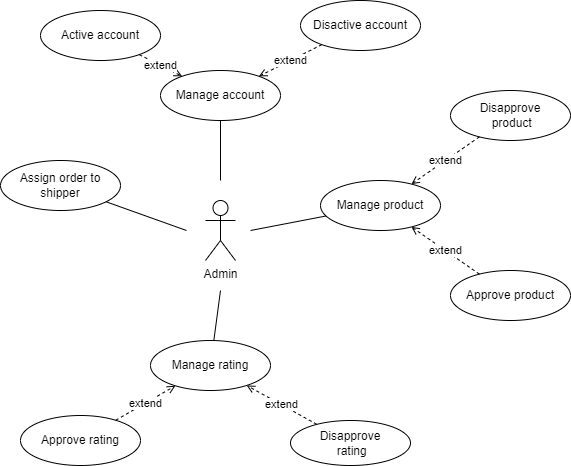 Disactive account
Active account
extend
extend
Manage account
Disapprove
product
extend
Assign order to
shipper
Manage product
extend
Admin
Approve product
Manage rating
extend
extend
Approve rating
Disapprove
rating